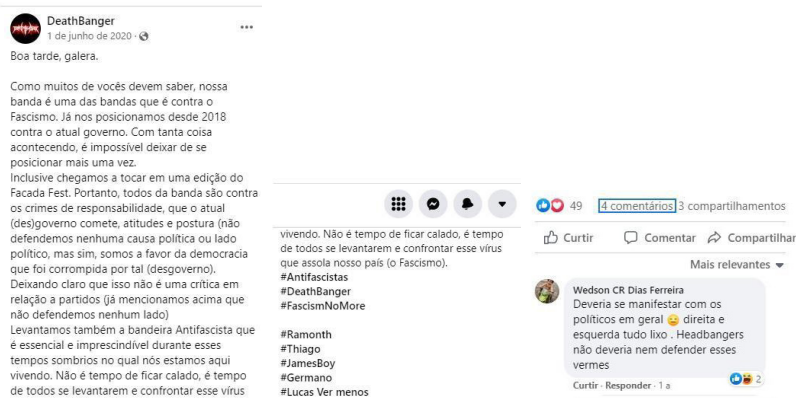 DeathBanger
1 de junho de 2020 ·
Boa tarde, galera.
Como muitos de vocês devem saber, nossa
banda é uma das bandas que é contra o
Fascismo. Já nos posicionamos desde 2018
contra o atual governo. Com tanta coisa
acontecendo, é impossível deixar de se
posicionar mais uma vez.
Inclusive chegamos a tocar em uma edição do
Facada Fest. Portanto, todos da banda são contra
os crimes de responsabilidade, que o atual
(des)governo comete, atitudes e postura (não
defendemos nenhuma causa política ou lado
político, mas sim, somos a favor da democracia
que foi corrompida por tal (desgoverno).
Deixando claro que isso não é uma crítica em
relação a partidos (já mencionamos acima que
não defendemos nenhum lado)
Levantamos também a bandeira Antifascista que
é essencial e imprescindível durante esses
tempos sombrios no qual nós estamos aqui
vivendo. Não é tempo de ficar calado, é tempo
de todos se levantarem e confrontar esse vírus
vivendo. Não é tempo de ficar calado, é tempo
de todos se levantarem e confrontar esse vírus
que assola nosso país (o Fascismo).
#Antifascistas
#DeathBanger
#FascismNoMore
#Ramonth
#Thiago
#JamesBoy
#Germano
#Lucas Ver menos
49 4 comentários 3 compartilhamentos
Curtir Comentar Compartilhar
Mais relevantes
Wedson CR Dias Ferreira
Deveria se manifestar com os
políticos em geral direita e
esquerda tudo lixo . Headbangers
não deveria nem defender esses
vermes
Curtir · Responder · 1 a 2